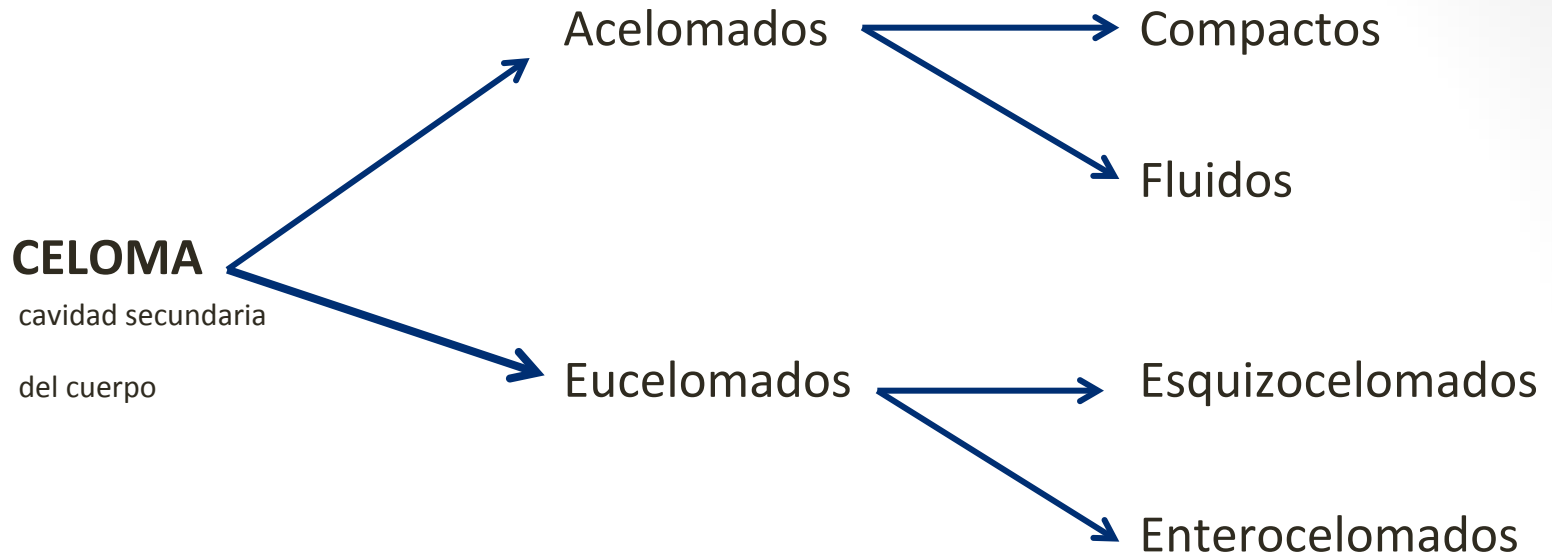 Acelomados
Compactos
Fluidos
CELOMA
cavidad secundaria
del cuerpo
Eucelomados
Esquizocelomados
Enterocelomados